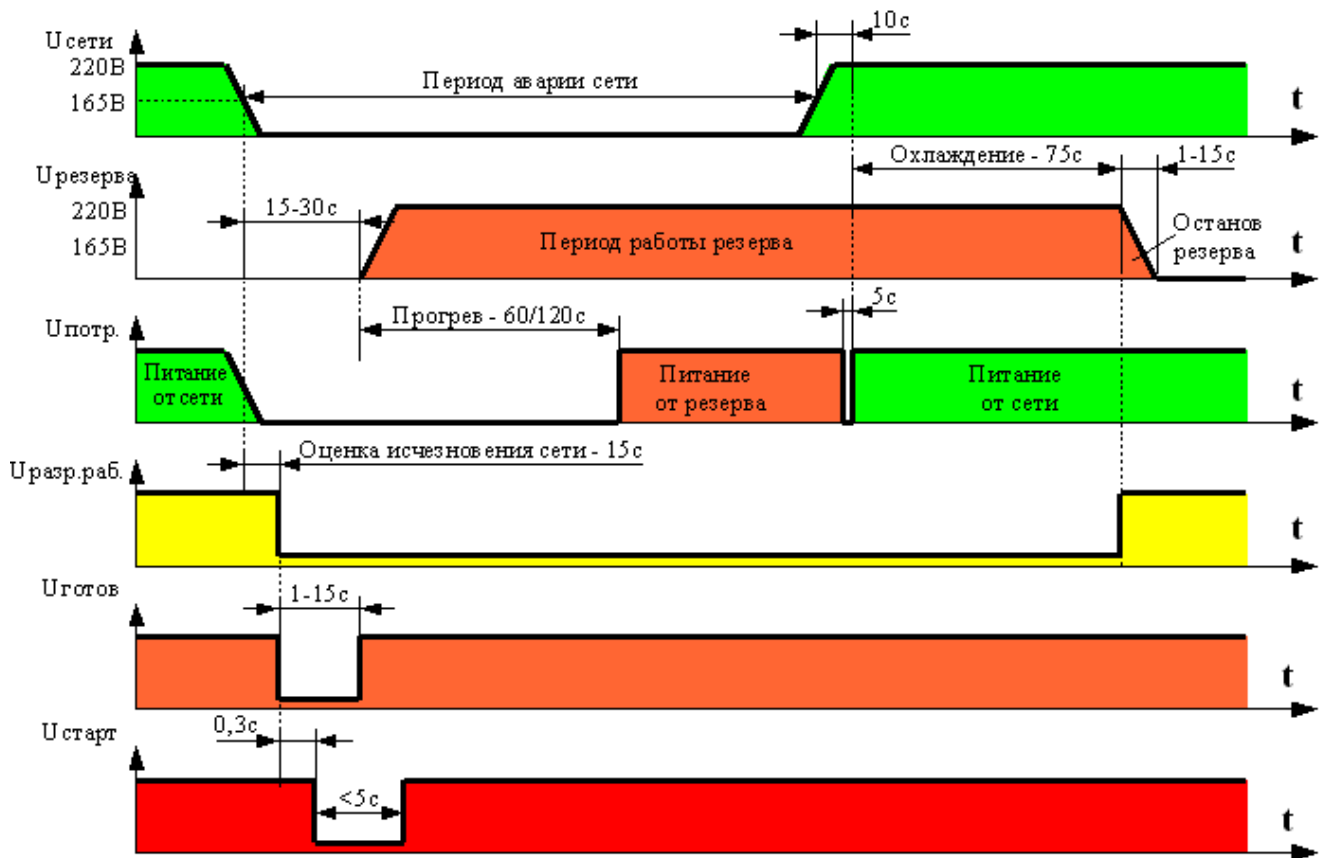 Uсети
10с
220В
165В
Период аварии сети
t
Uрезерва
Охлаждение - 75с
1-15с
220В
15-30с
165В
Период работы резерва
Останов
резерва
t
Uпотр.
Прогрев - 60/120с
5с
Питание
от сети
Питание
от резерва
Питание
от сети
t
Оценка исчезновения сети - 15с
Uразр.раб.
t
Uготов
1-15с
t
Uстарт
0,3с
<5с
t